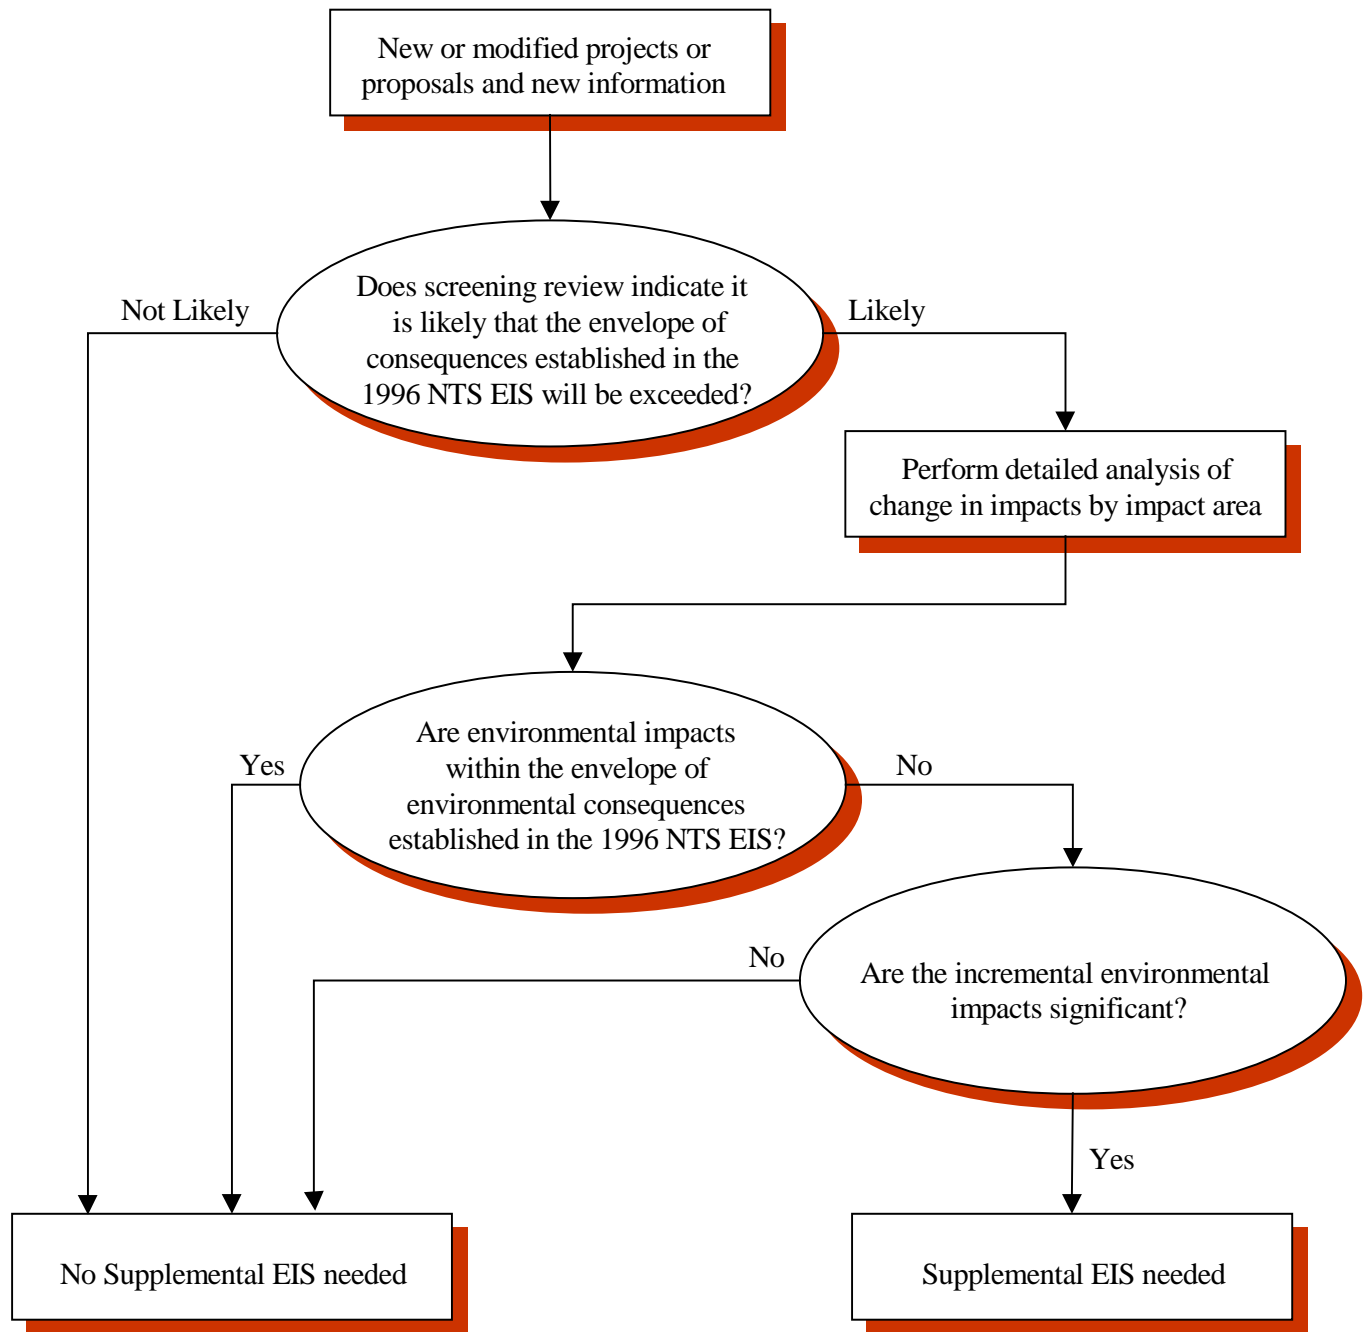 New or modified projects or
proposals and new information
Does screening review indicate it
is likely that the envelope of
consequences established in the
1996 NTS EIS will be exceeded?
Not Likely
Likely
Perform detailed analysis of
change in impacts by impact area
Are environmental impacts
within the envelope of
environmental consequences
established in the 1996 NTS EIS?
Yes
No
Are the incremental environmental
impacts significant?
No
Yes
No Supplemental EIS needed
Supplemental EIS needed